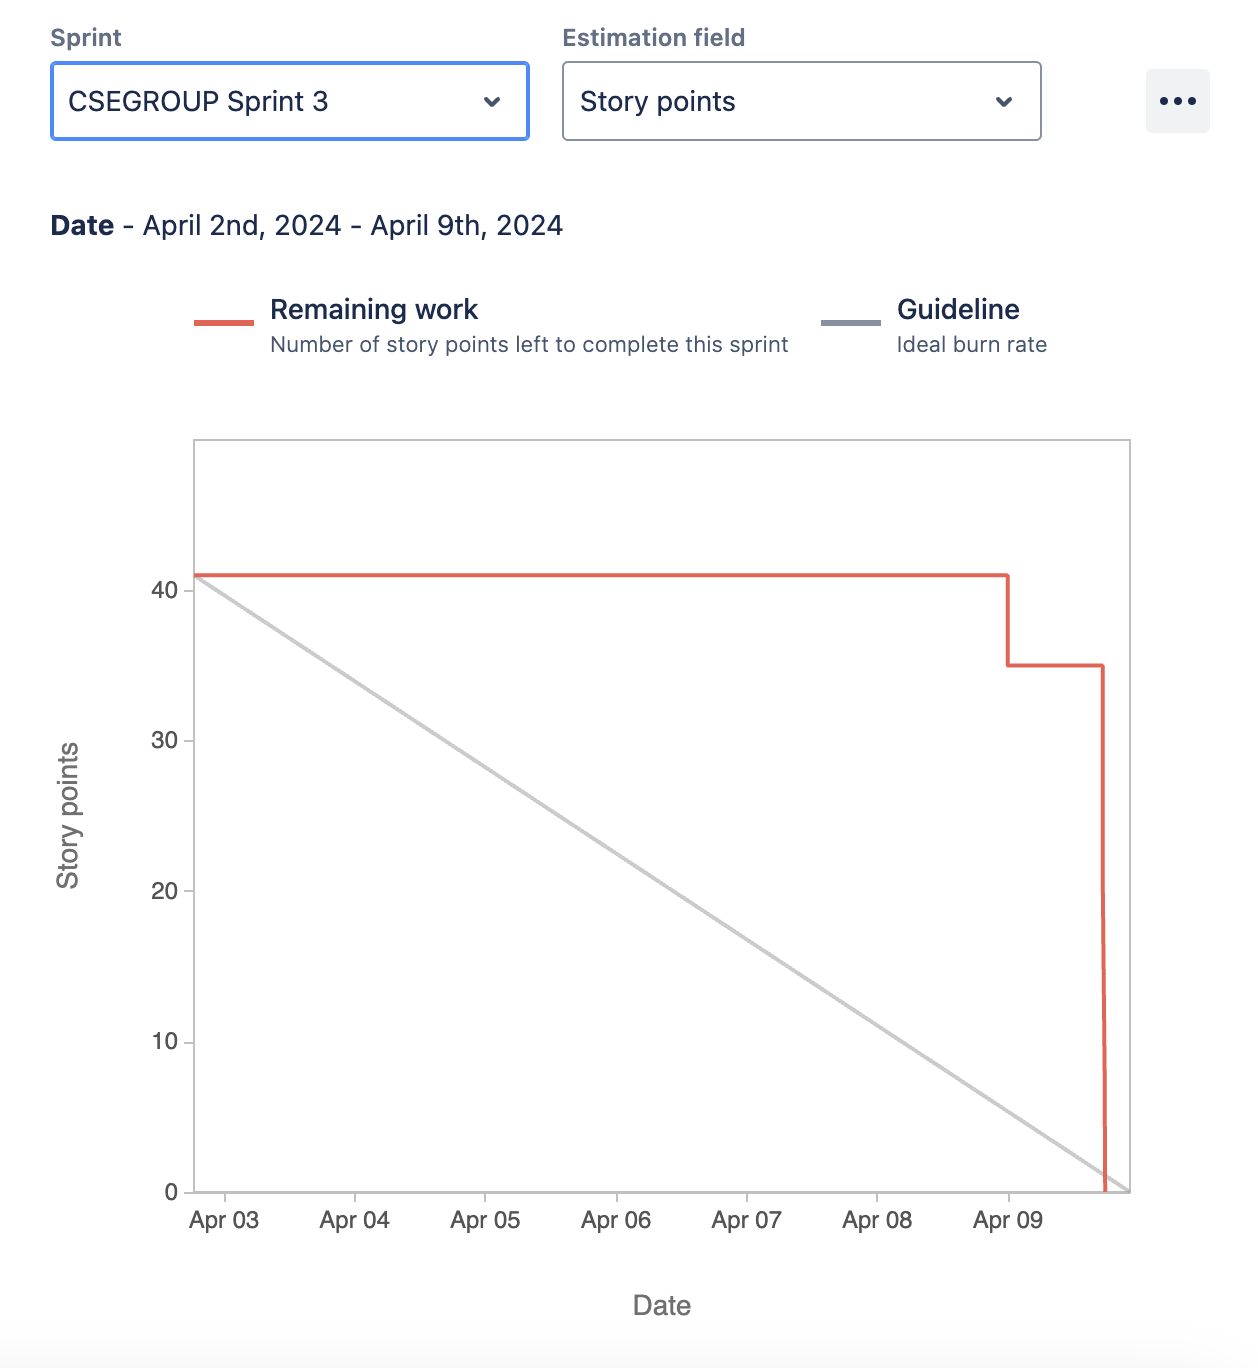 Sprint
Estimation field
CSEGROUP Sprint 3
Story points
Date - April 2nd, 2024 - April 9th, 2024
Remaining work
Number of story points left to complete this sprint
Guideline
Ideal burn rate
Story points
40
30
20
10
0
Apr 03
Apr 04
Apr 05
Apr 06
Apr 07
Apr 08
Apr 09
Date